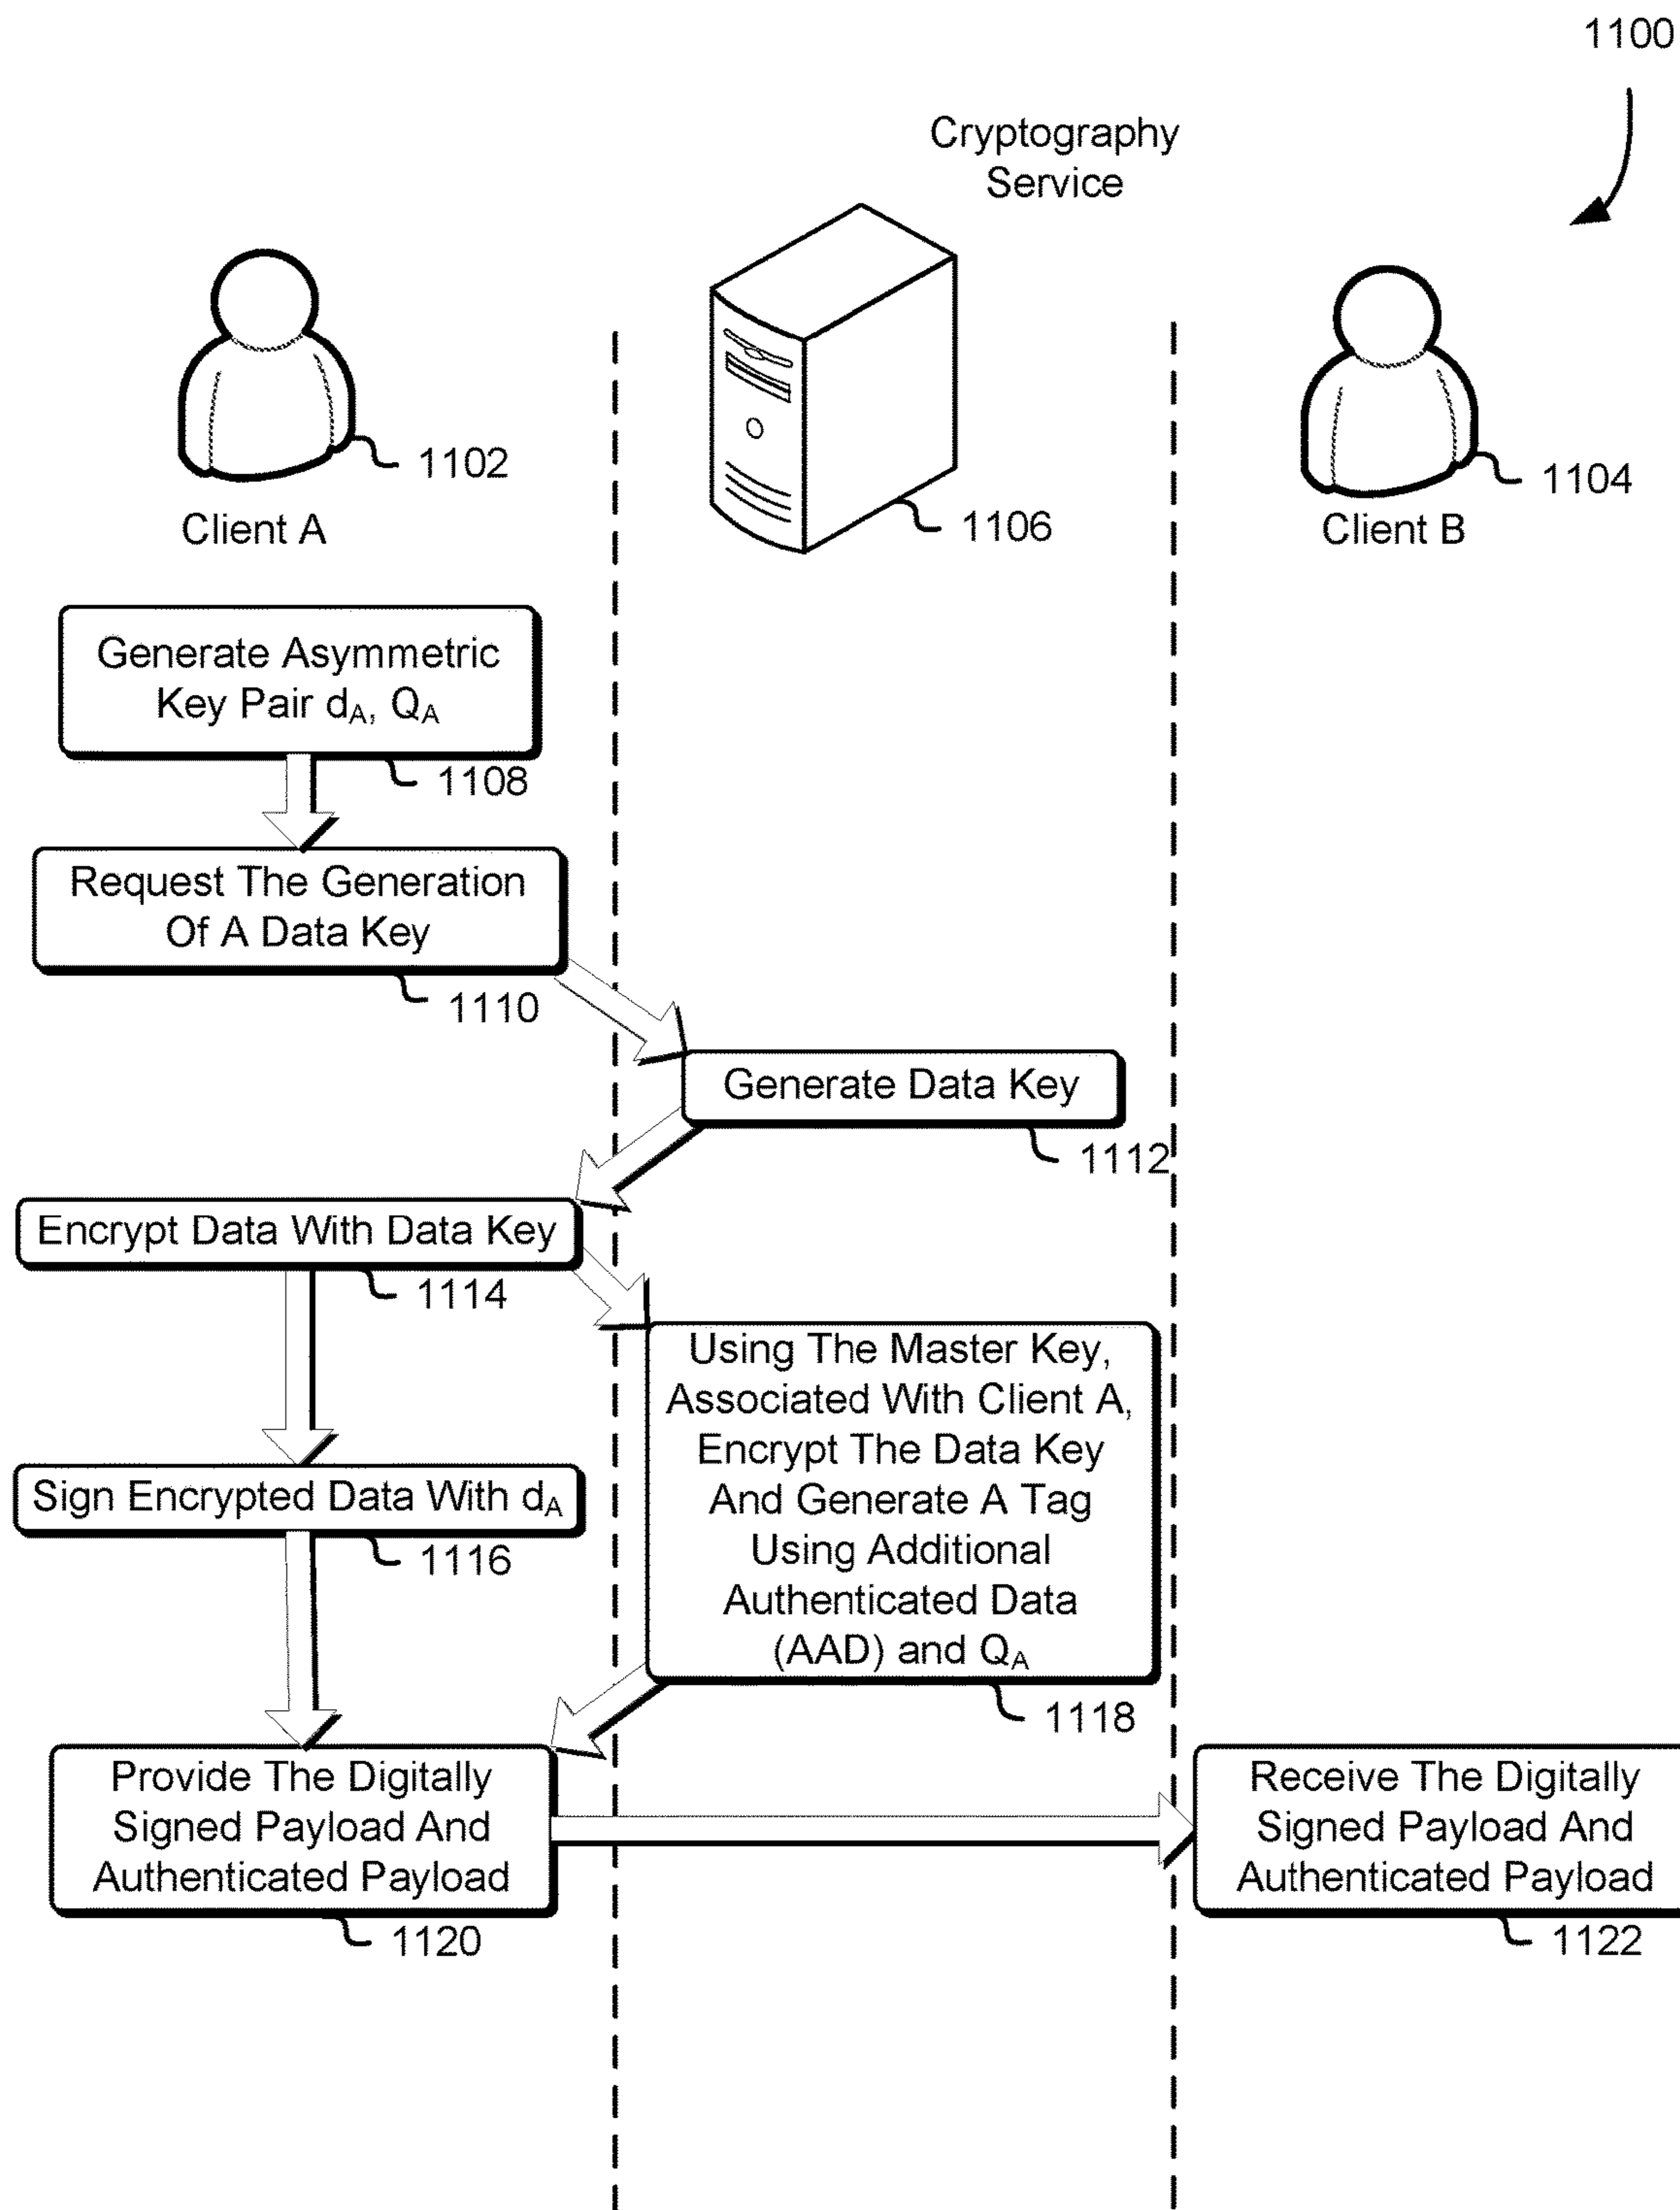 1100
Cryptography
Service
1102
Client A
1106
1104
Client B
Generate Asymmetric
Key Pair dA, QA
1108
Request The Generation
Of A Data Key
1110
Generate Data Key
1112
Encrypt Data With Data Key
1114
Using The Master Key,
Associated With Client A,
Encrypt The Data Key
And Generate A Tag
Using Additional
Authenticated Data
(AAD) and QA
1118
Sign Encrypted Data With dA
1116
Provide The Digitally
Signed Payload And
Authenticated Payload
1120
Receive The Digitally
Signed Payload And
Authenticated Payload
1122